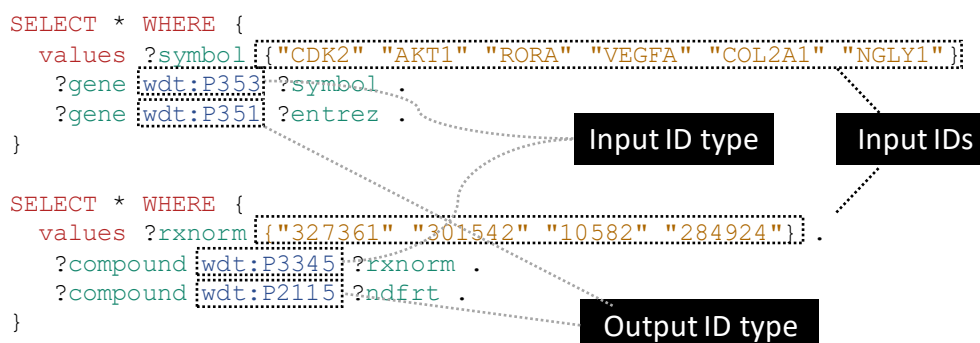 SELECT * WHERE {
values ?symbol {"CDK2" "AKT1" "RORA" "VEGFA" "COL2A1" "NGLY1"}
?gene wdt:P353 ?symbol .
?gene wdt:P351 ?entrez .
}
Input ID type
Input IDs
SELECT * WHERE {
values ?rxnorm {"327361" "301542" "10582" "284924"} .
?compound wdt:P3345 ?rxnorm .
?compound wdt:P2115 ?ndfrt .
}
Output ID type